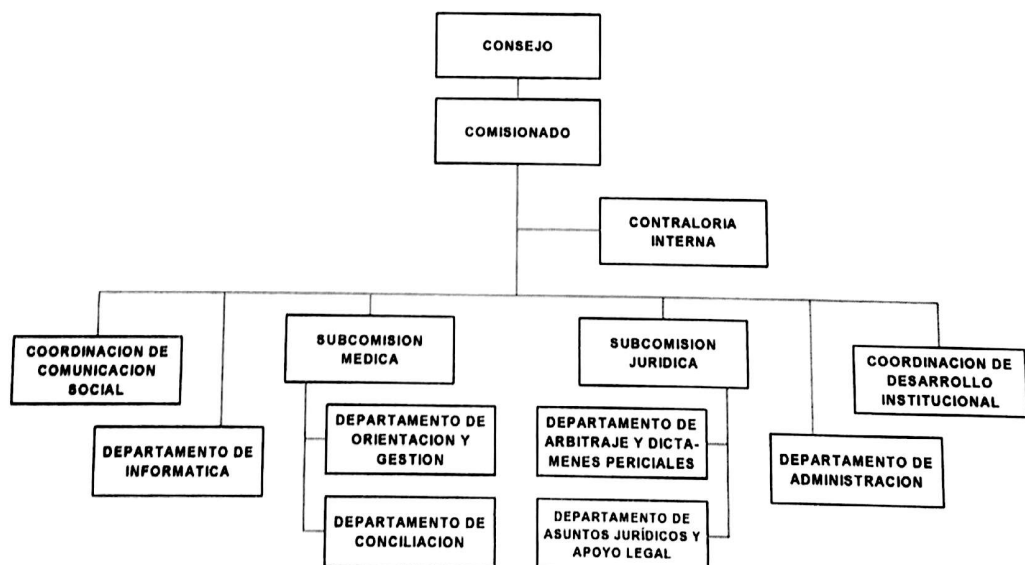 CONSEJO
COMISIONADO
CONTRALORIA
INTERNA
COORDINACION DE
COMUNICACION
SOCIAL
DEPARTAMENTO DE
INFORMATICA
SUBCOMISION
MEDICA
DEPARTAMENTO DE
ORIENTACION Y
GESTION
DEPARTAMENTO DE
CONCILIACION
SUBCOMISION
JURIDICA
DEPARTAMENTO DE
ARBITRAJE Y DICTA-
MENES PERICIALES
DEPARTAMENTO DE
ASUNTOS JURÍDICOS Y
APOYO LEGAL
DEPARTAMENTO DE
ADMINISTRACION
COORDINACION DE
DESARROLLO
INSTITUCIONAL